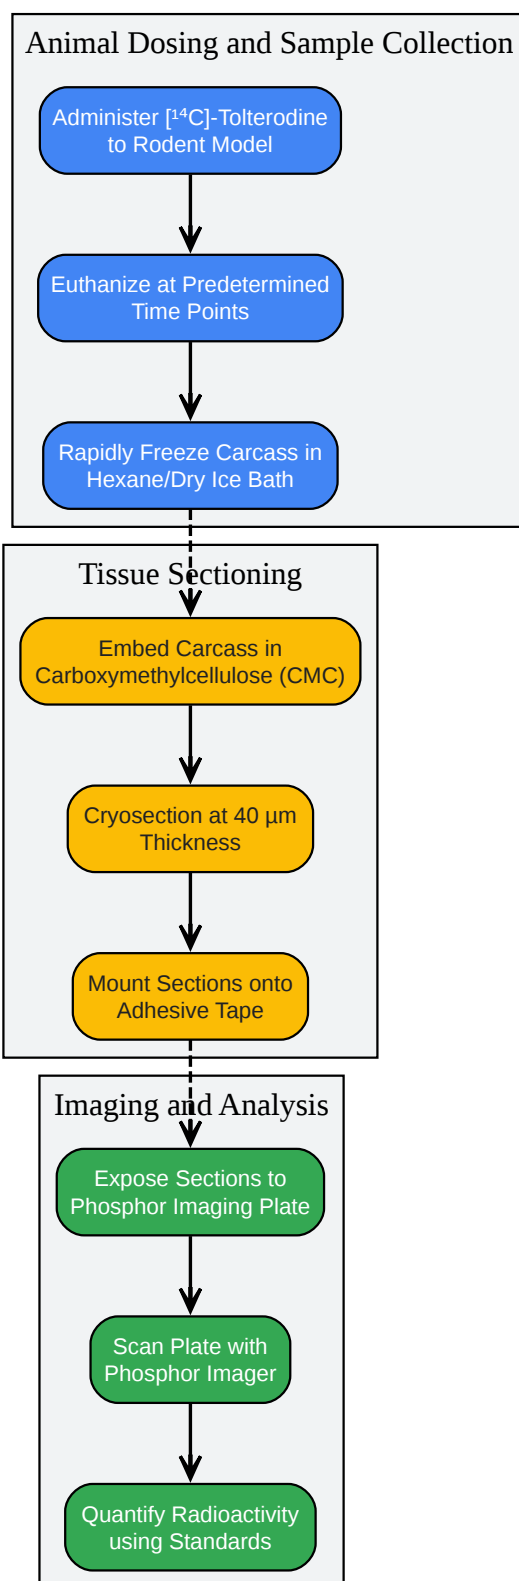 Animal Dosing and Sample Collection
Administer [¹⁴C]-Tolterodine
to Rodent Model
Euthanize at Predetermined
Time Points
Rapidly Freeze Carcass in
Hexane/Dry Ice Bath
Tissue Sectioning
Embed Carcass in
Carboxymethylcellulose (CMC)
Cryosection at 40 µm
Thickness
Mount Sections onto
Adhesive Tape
Imaging and Analysis
Expose Sections to
Phosphor Imaging Plate
Scan Plate with
Phosphor Imager
Quantify Radioactivity
using Standards